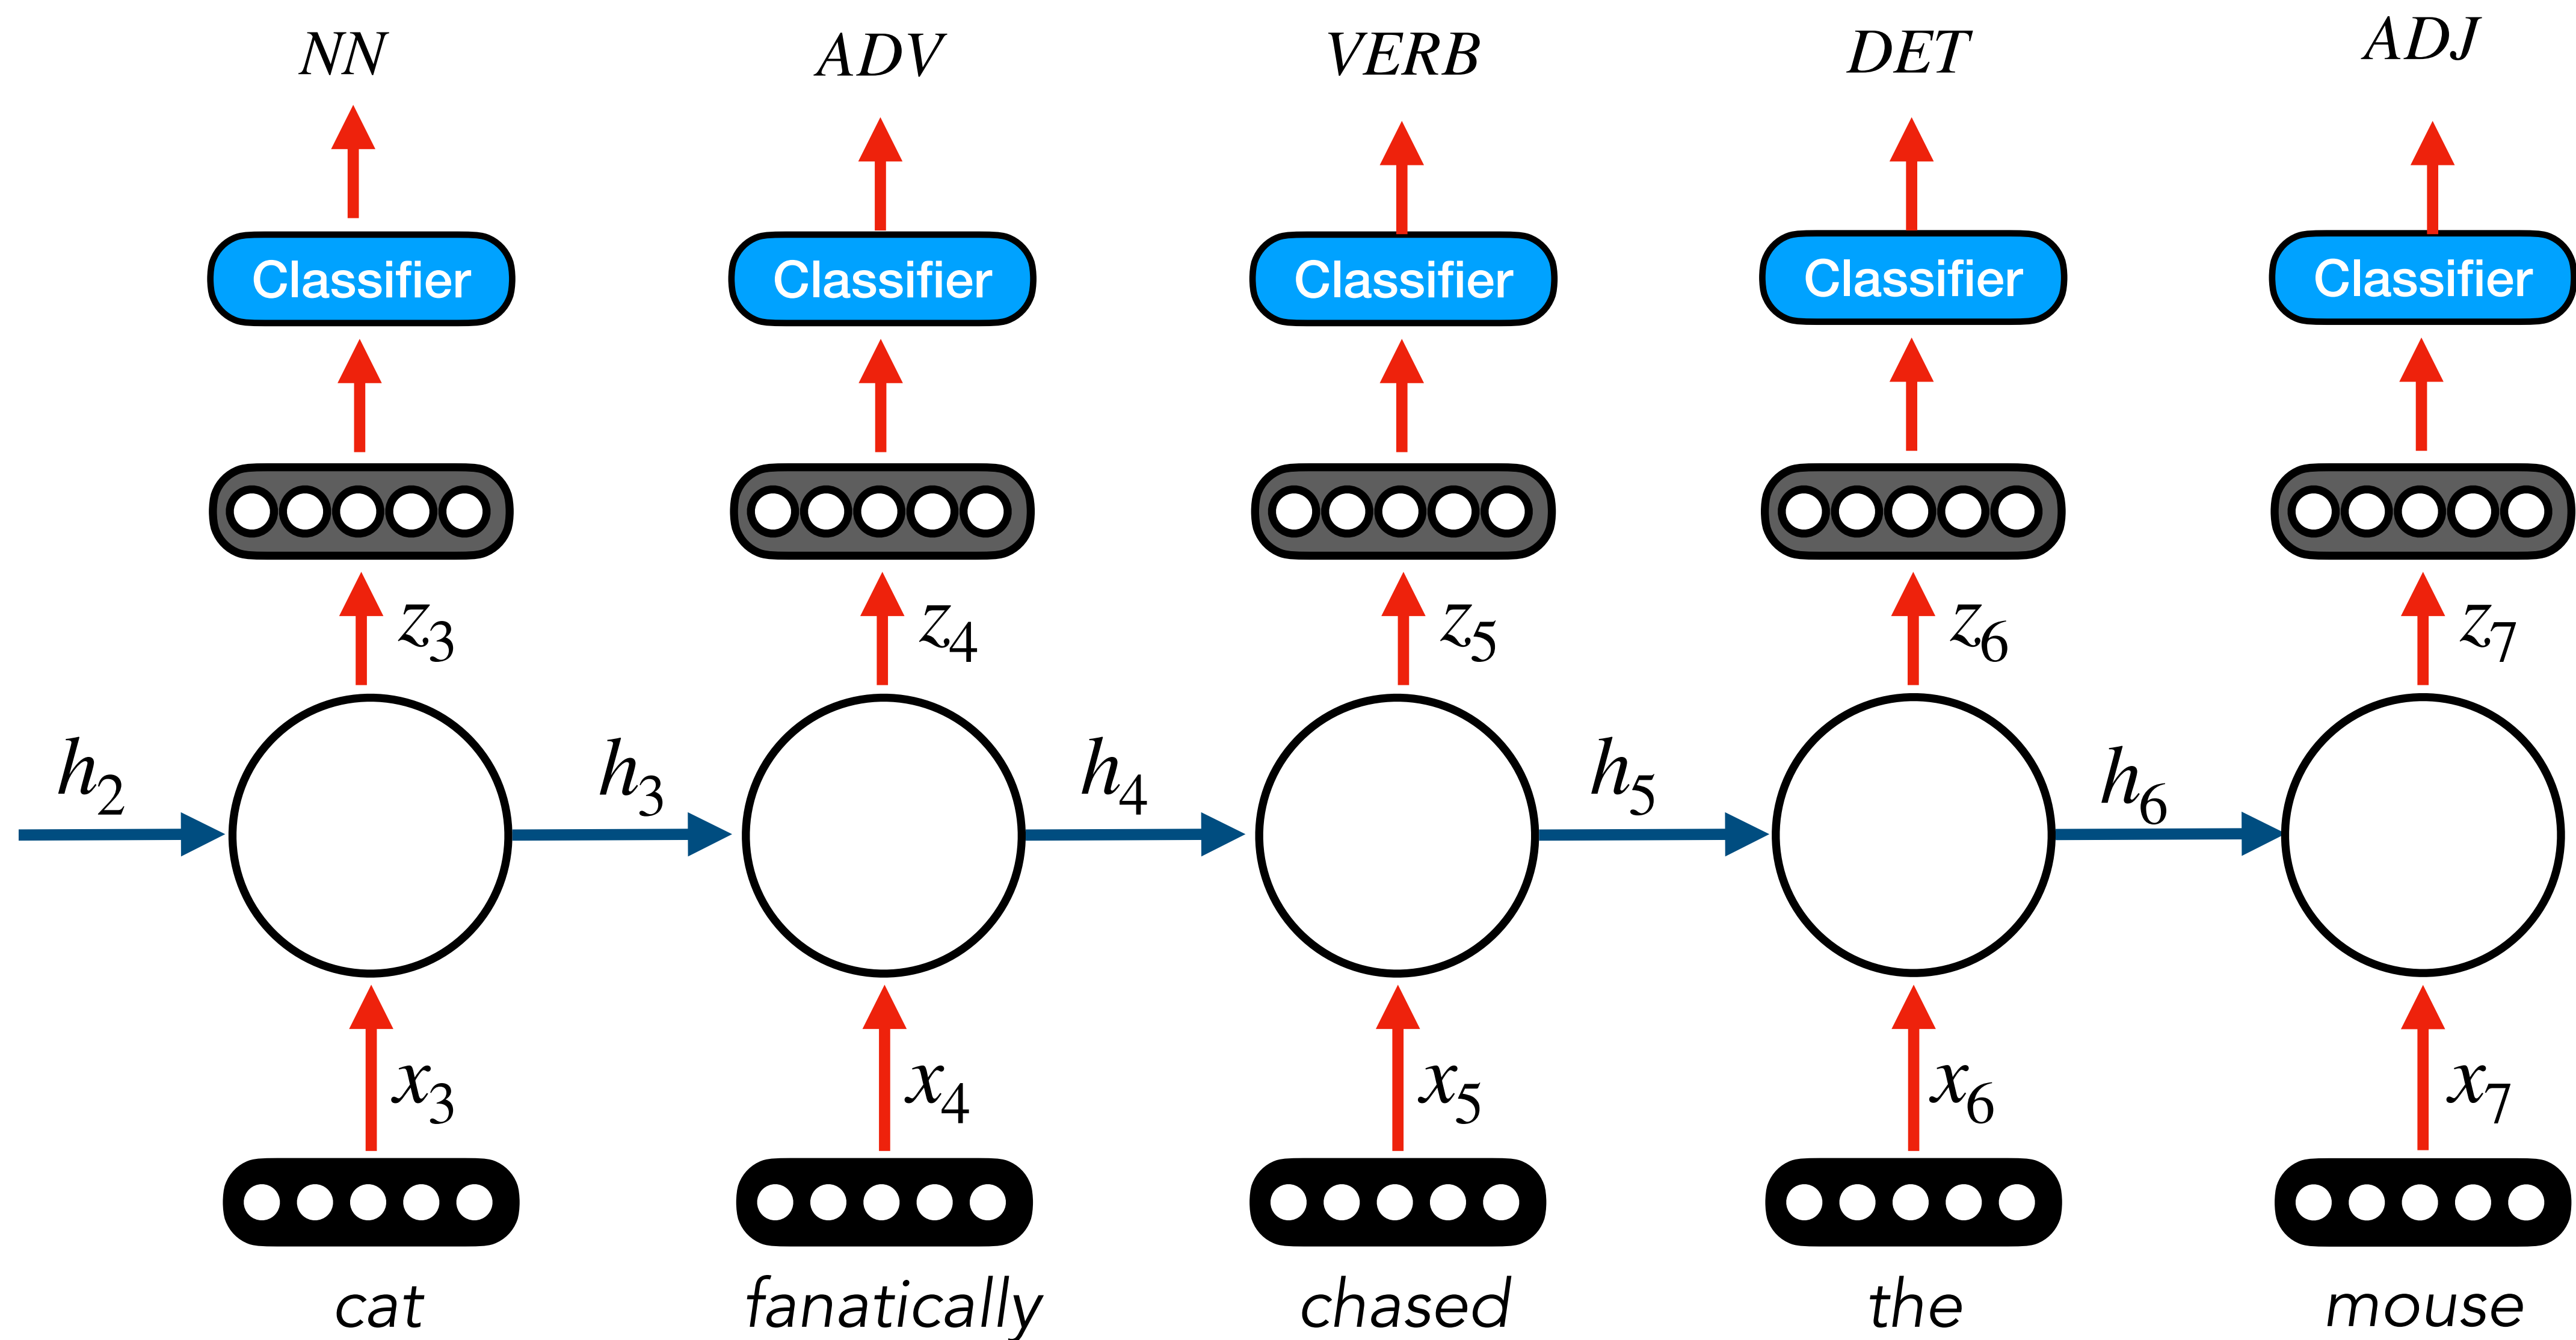 NN ADV VERB DET ADJ
Classifier Classifier Classifier Classifier Classifier
z3 z4 z5 z6 z7
h2 h3 h4 h5 h6
x3 x4 x5 x6 x7
cat fanatically chased the mouse